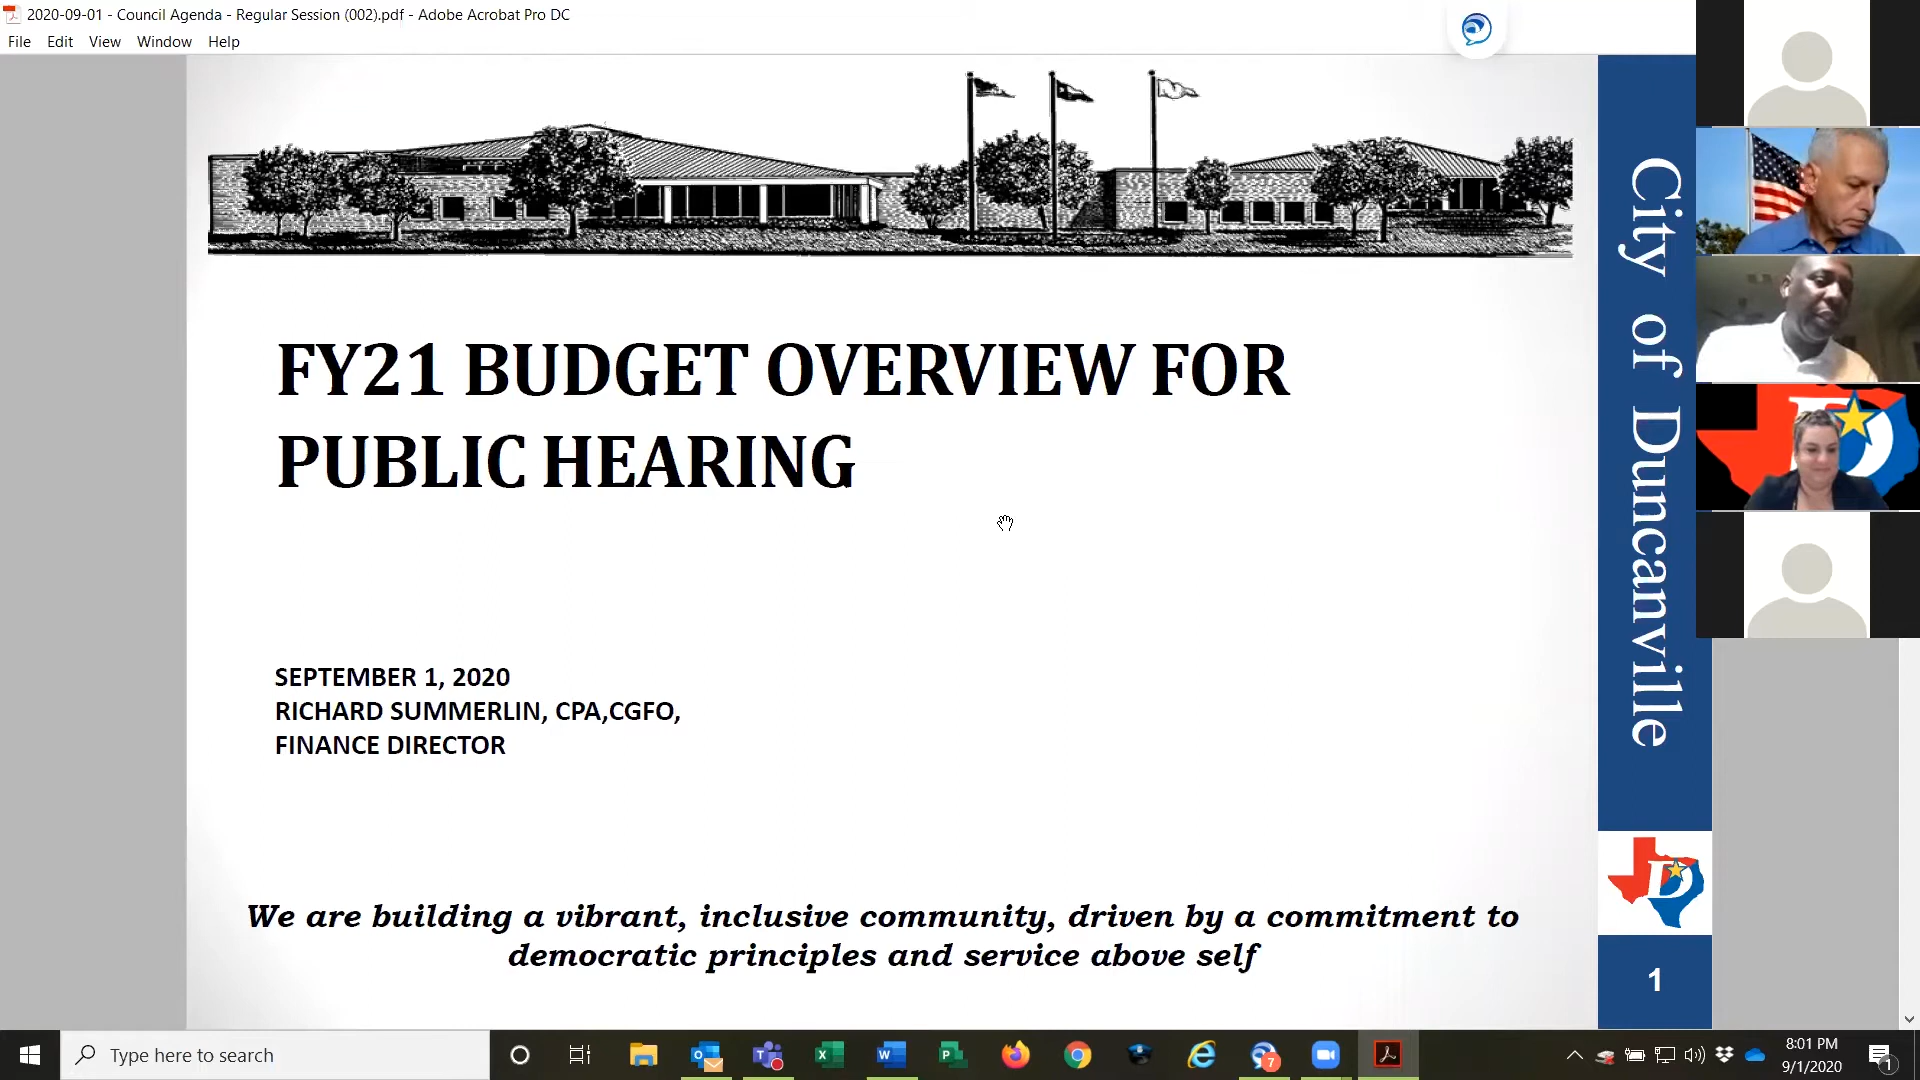 2020-09-01 - Council Agenda - Regular Session (002).pdf - Adobe Acrobat Pro DC
File Edit View Window Help
FY21 BUDGET OVERVIEW FOR
PUBLIC HEARING
SEPTEMBER 1, 2020
RICHARD SUMMERLIN, CPA,CGFO,
FINANCE DIRECTOR
We are building a vibrant, inclusive community, driven by a commitment to
democratic principles and service above self
City of Duncanville
D
1
D
Type here to search
7
8:01 PM
9/1/2020
1